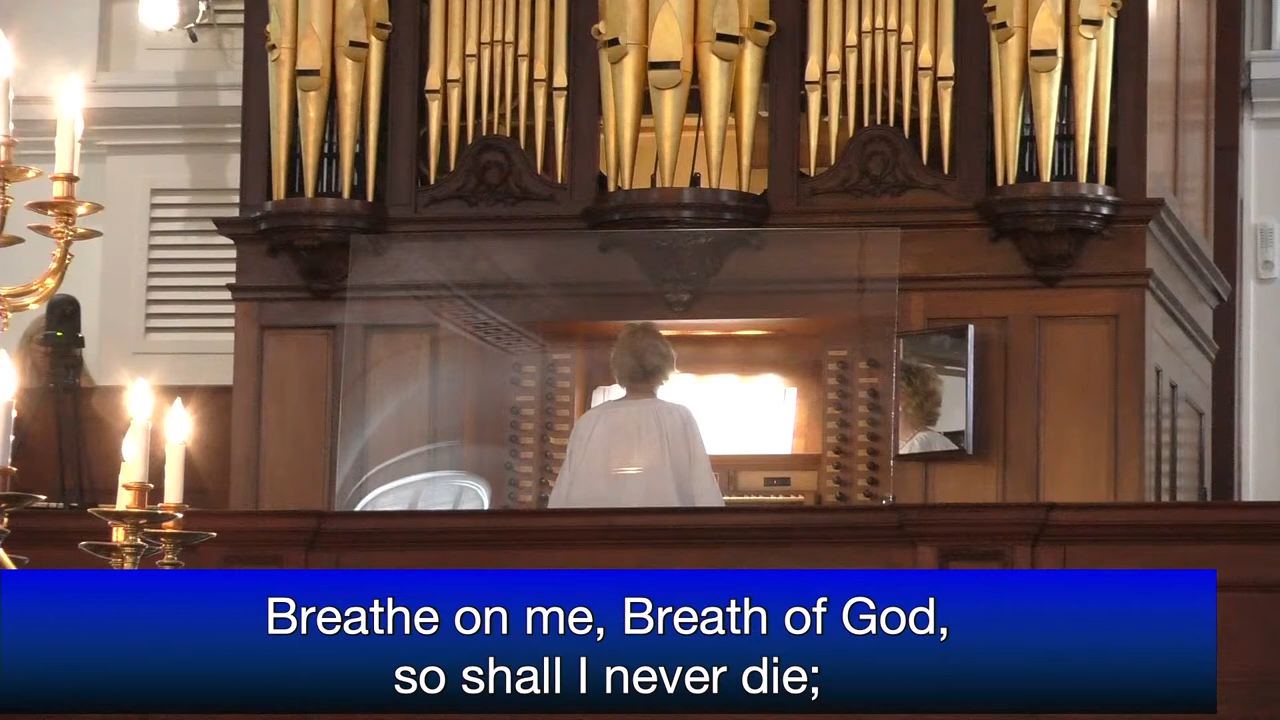 Breathe on me, Breath of God,
so shall I never die;